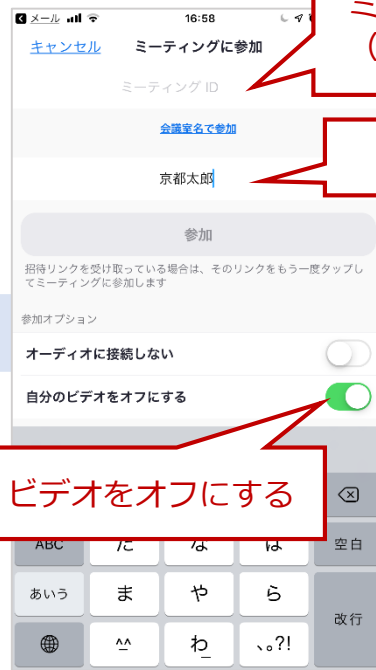 メール 16:58
ミ
(
キャンセル ミーティングに参加
ミーティング ID
会議室名で参加
京都太郎
参加
招待リンクを受け取っている場合は、そのリンクをもう一度タップし
てミーティングに参加します
参加オプション
オーディオに接続しない
自分のビデオをオフにする
ビデオをオフにする
ABC た な は 空白
あいう ま や ら
改行
^^ わ_ 、。?!